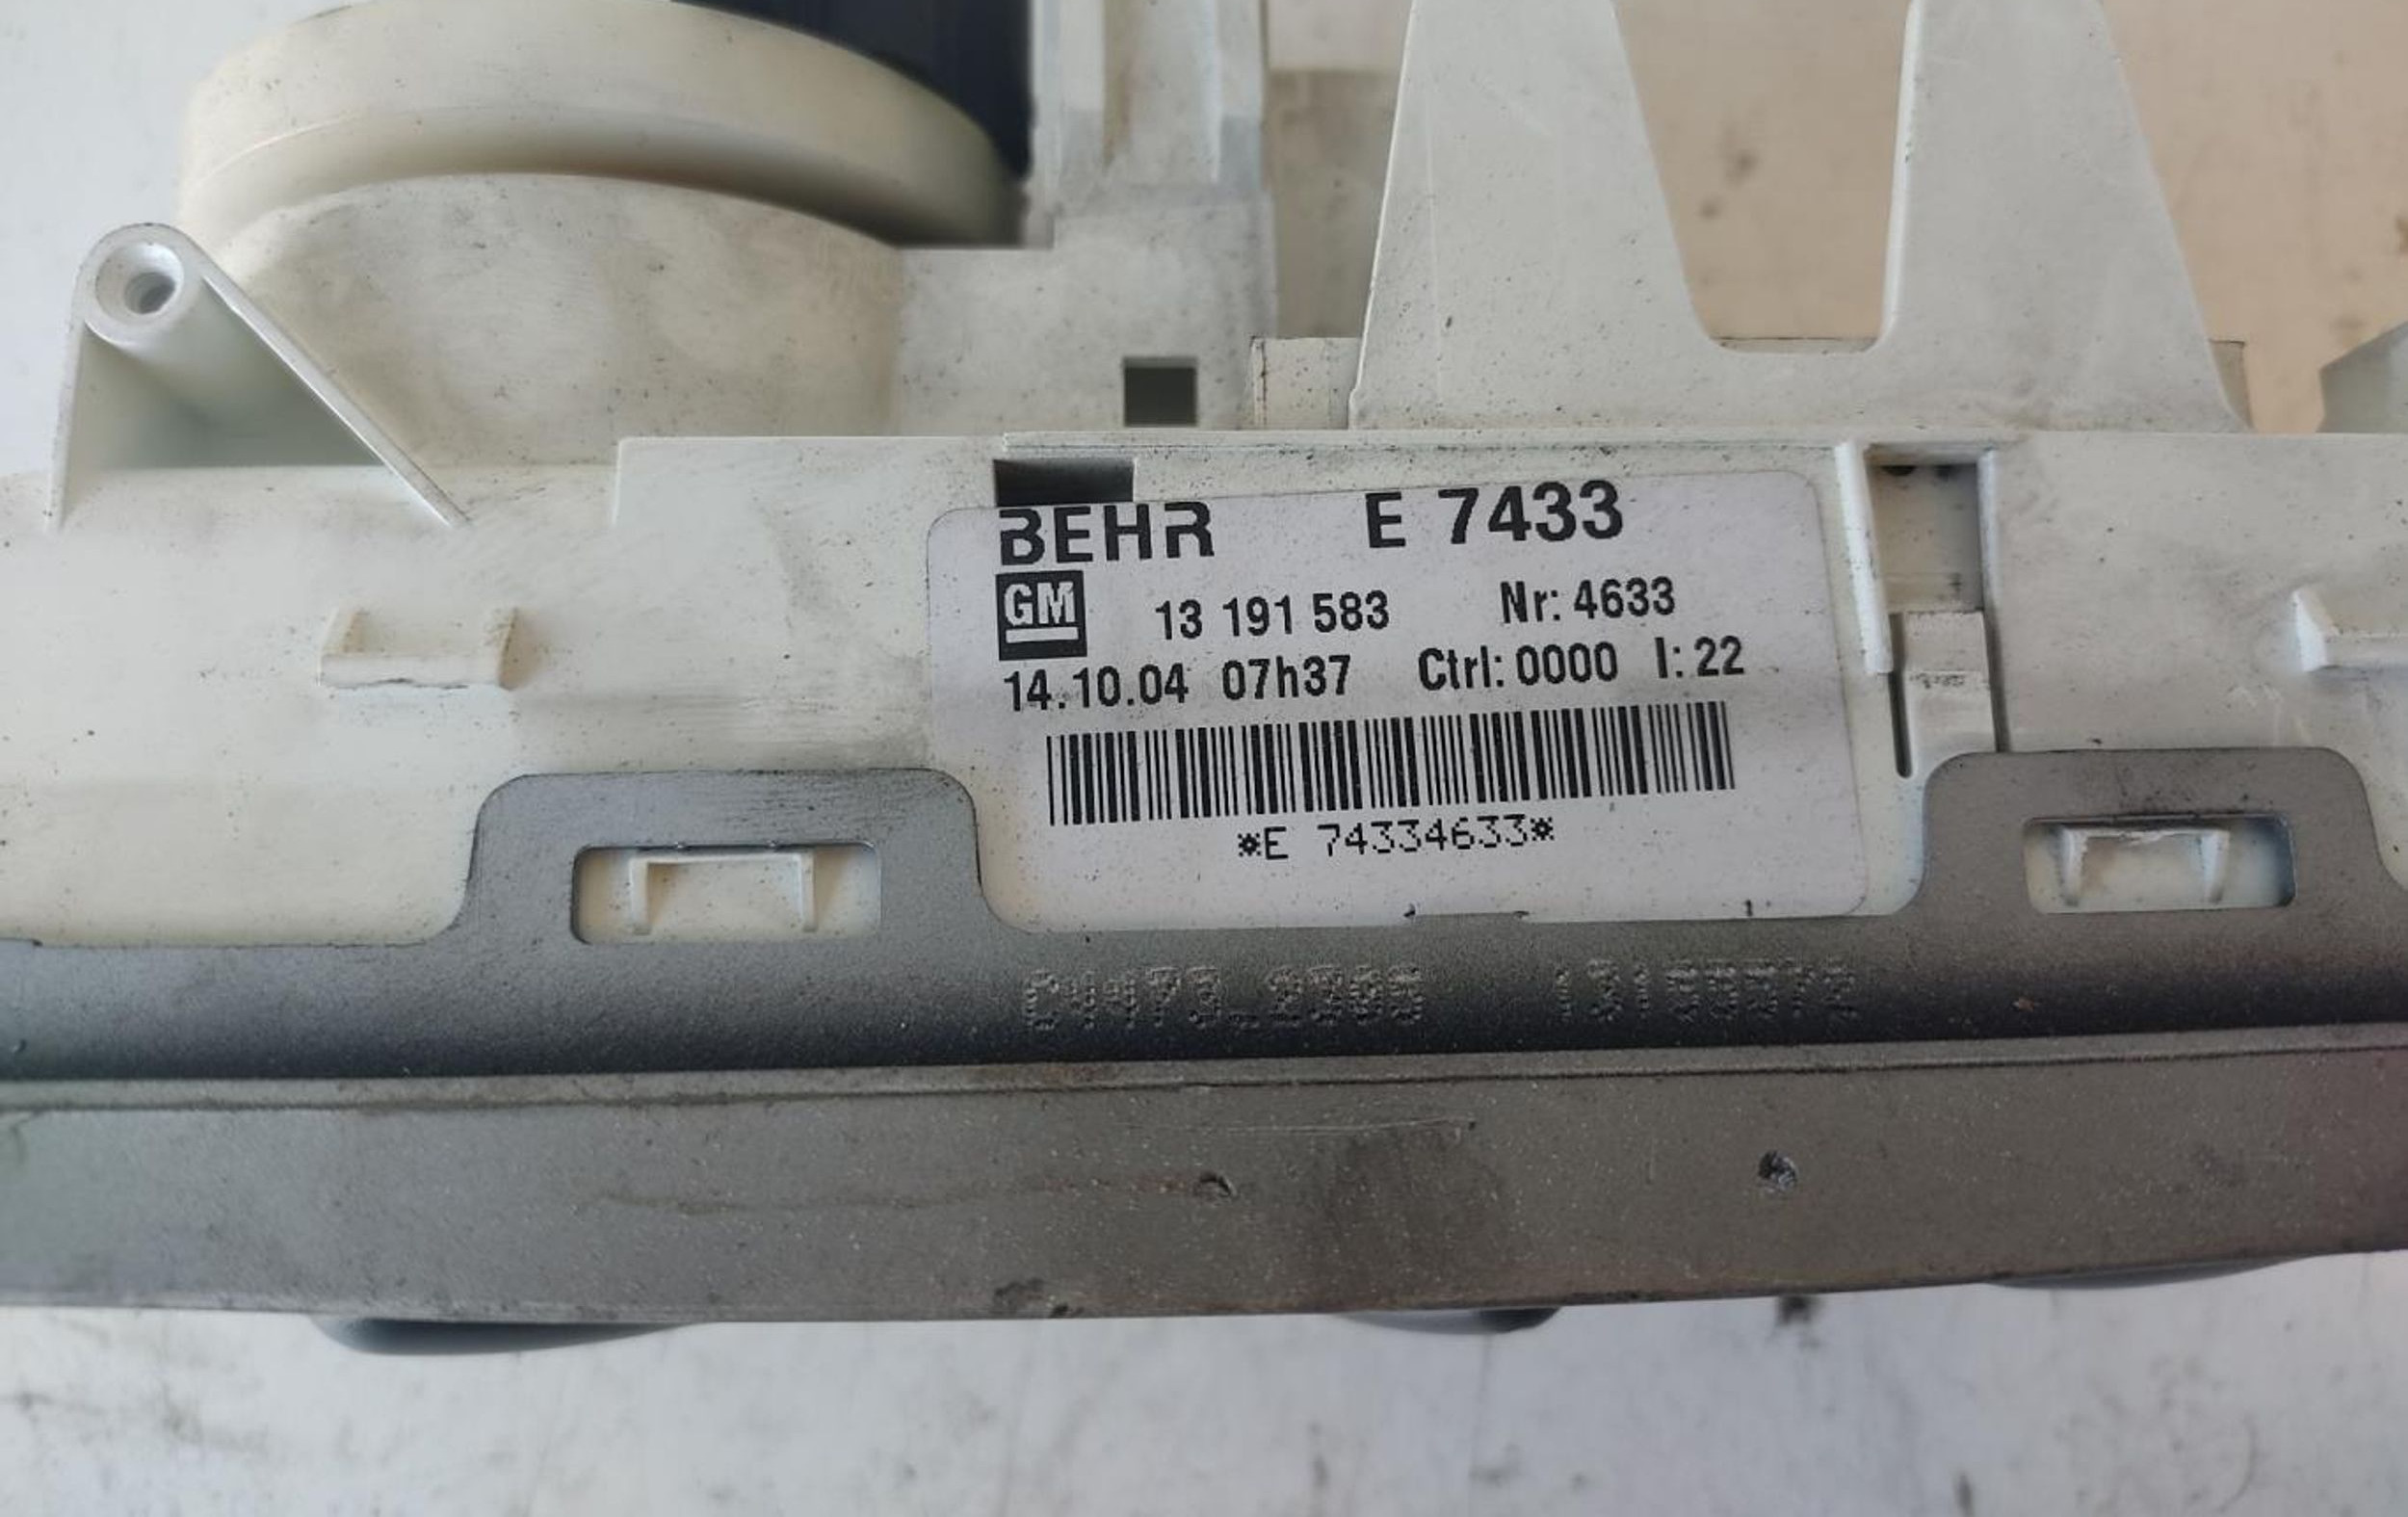 BEHR E 7433
GM 13 191 583 Nr: 4633
14.10.04 07h37 Ctrl: 0000 I: 22
*E 74334633*